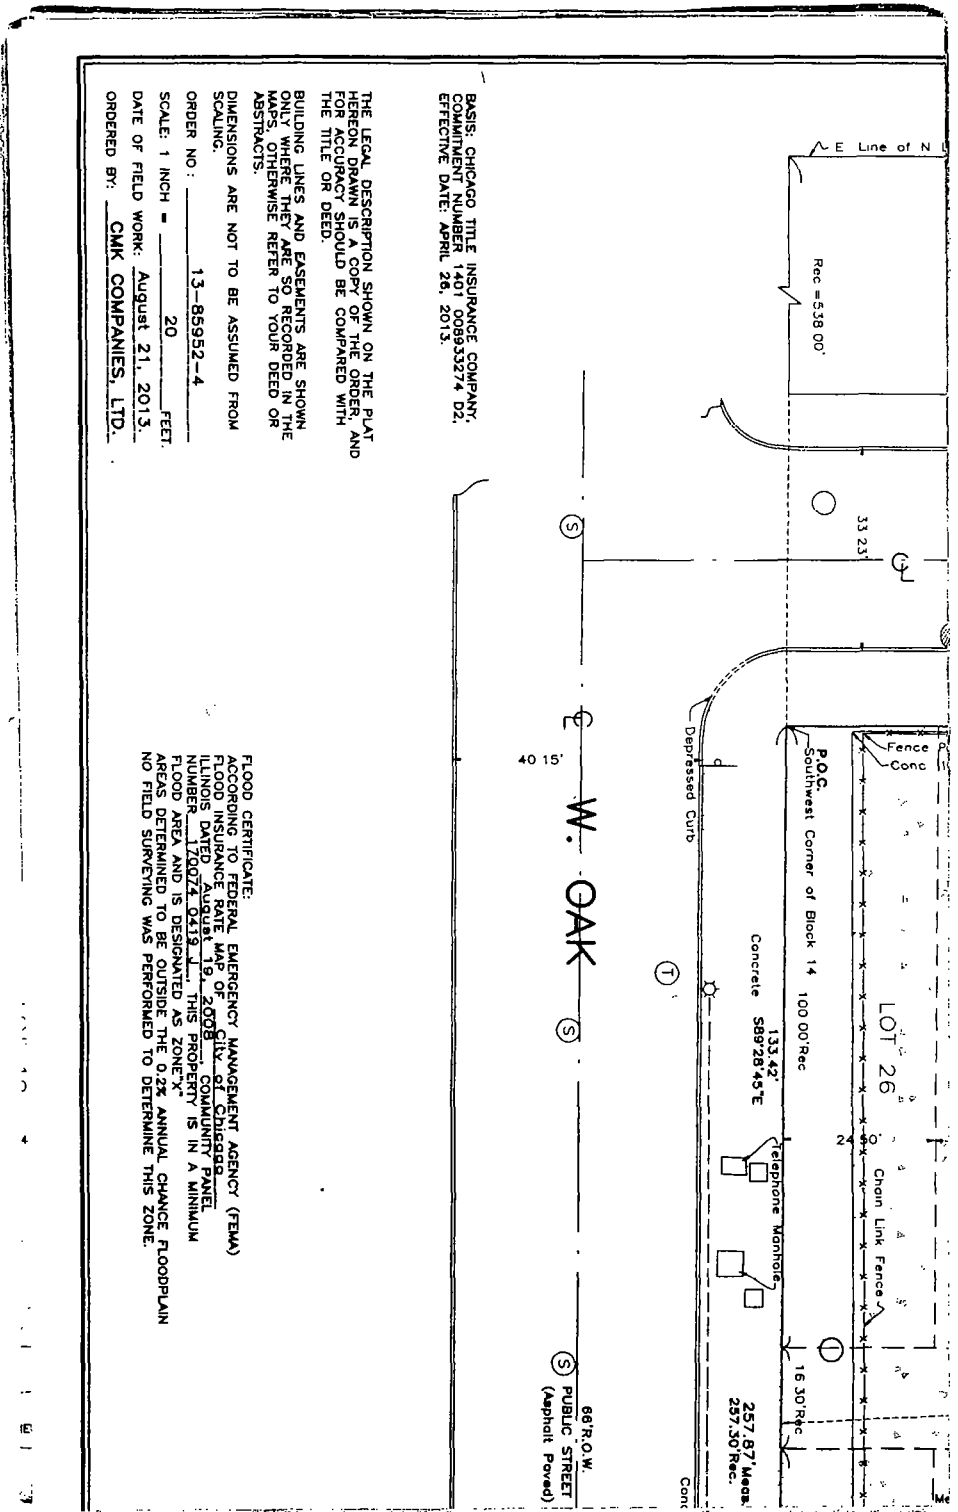 E Line of N
Rec = 538 00'
33 23'
Fence
Conc
P.O.C.
Southwest Corner of Block 14
100 00'Rec
LOT 26
24 50'
Chain Link Fence
Concrete
133.42'
S89°28'45"E
Telephone Manhole
16 30'Rec
257.87'Meas
257.30'Rec.
Conc
Depressed Curb
T
S
W. OAK
S
40 15'
66'R.O.W.
S PUBLIC STREET
(Asphalt Paved)
BASIS: CHICAGO TITLE INSURANCE COMPANY,
COMMITMENT NUMBER 1401 008933274 D2,
EFFECTIVE DATE: APRIL 26, 2013.
THE LEGAL DESCRIPTION SHOWN ON THE PLAT
HEREON DRAWN IS A COPY OF THE ORDER, AND
FOR ACCURACY SHOULD BE COMPARED WITH
THE TITLE OR DEED.
BUILDING LINES AND EASEMENTS ARE SHOWN
ONLY WHERE THEY ARE SO RECORDED IN THE
MAPS, OTHERWISE REFER TO YOUR DEED OR
ABSTRACTS.
DIMENSIONS ARE NOT TO BE ASSUMED FROM
SCALING.
ORDER NO.: 13-85952-4
SCALE: 1 INCH = 20 FEET.
DATE OF FIELD WORK: August 21, 2013.
ORDERED BY: CMK COMPANIES, LTD.
FLOOD CERTIFICATE:
ACCORDING TO FEDERAL EMERGENCY MANAGEMENT AGENCY (FEMA)
FLOOD INSURANCE RATE MAP OF City of Chicago
ILLINOIS DATED August 19, 2008, COMMUNITY PANEL
NUMBER 170074 0419 J, THIS PROPERTY IS IN A MINIMUM
FLOOD AREA AND IS DESIGNATED AS ZONE"X"
AREAS DETERMINED TO BE OUTSIDE THE 0.2% ANNUAL CHANGE FLOODPLAIN
NO FIELD SURVEYING WAS PERFORMED TO DETERMINE THIS ZONE.